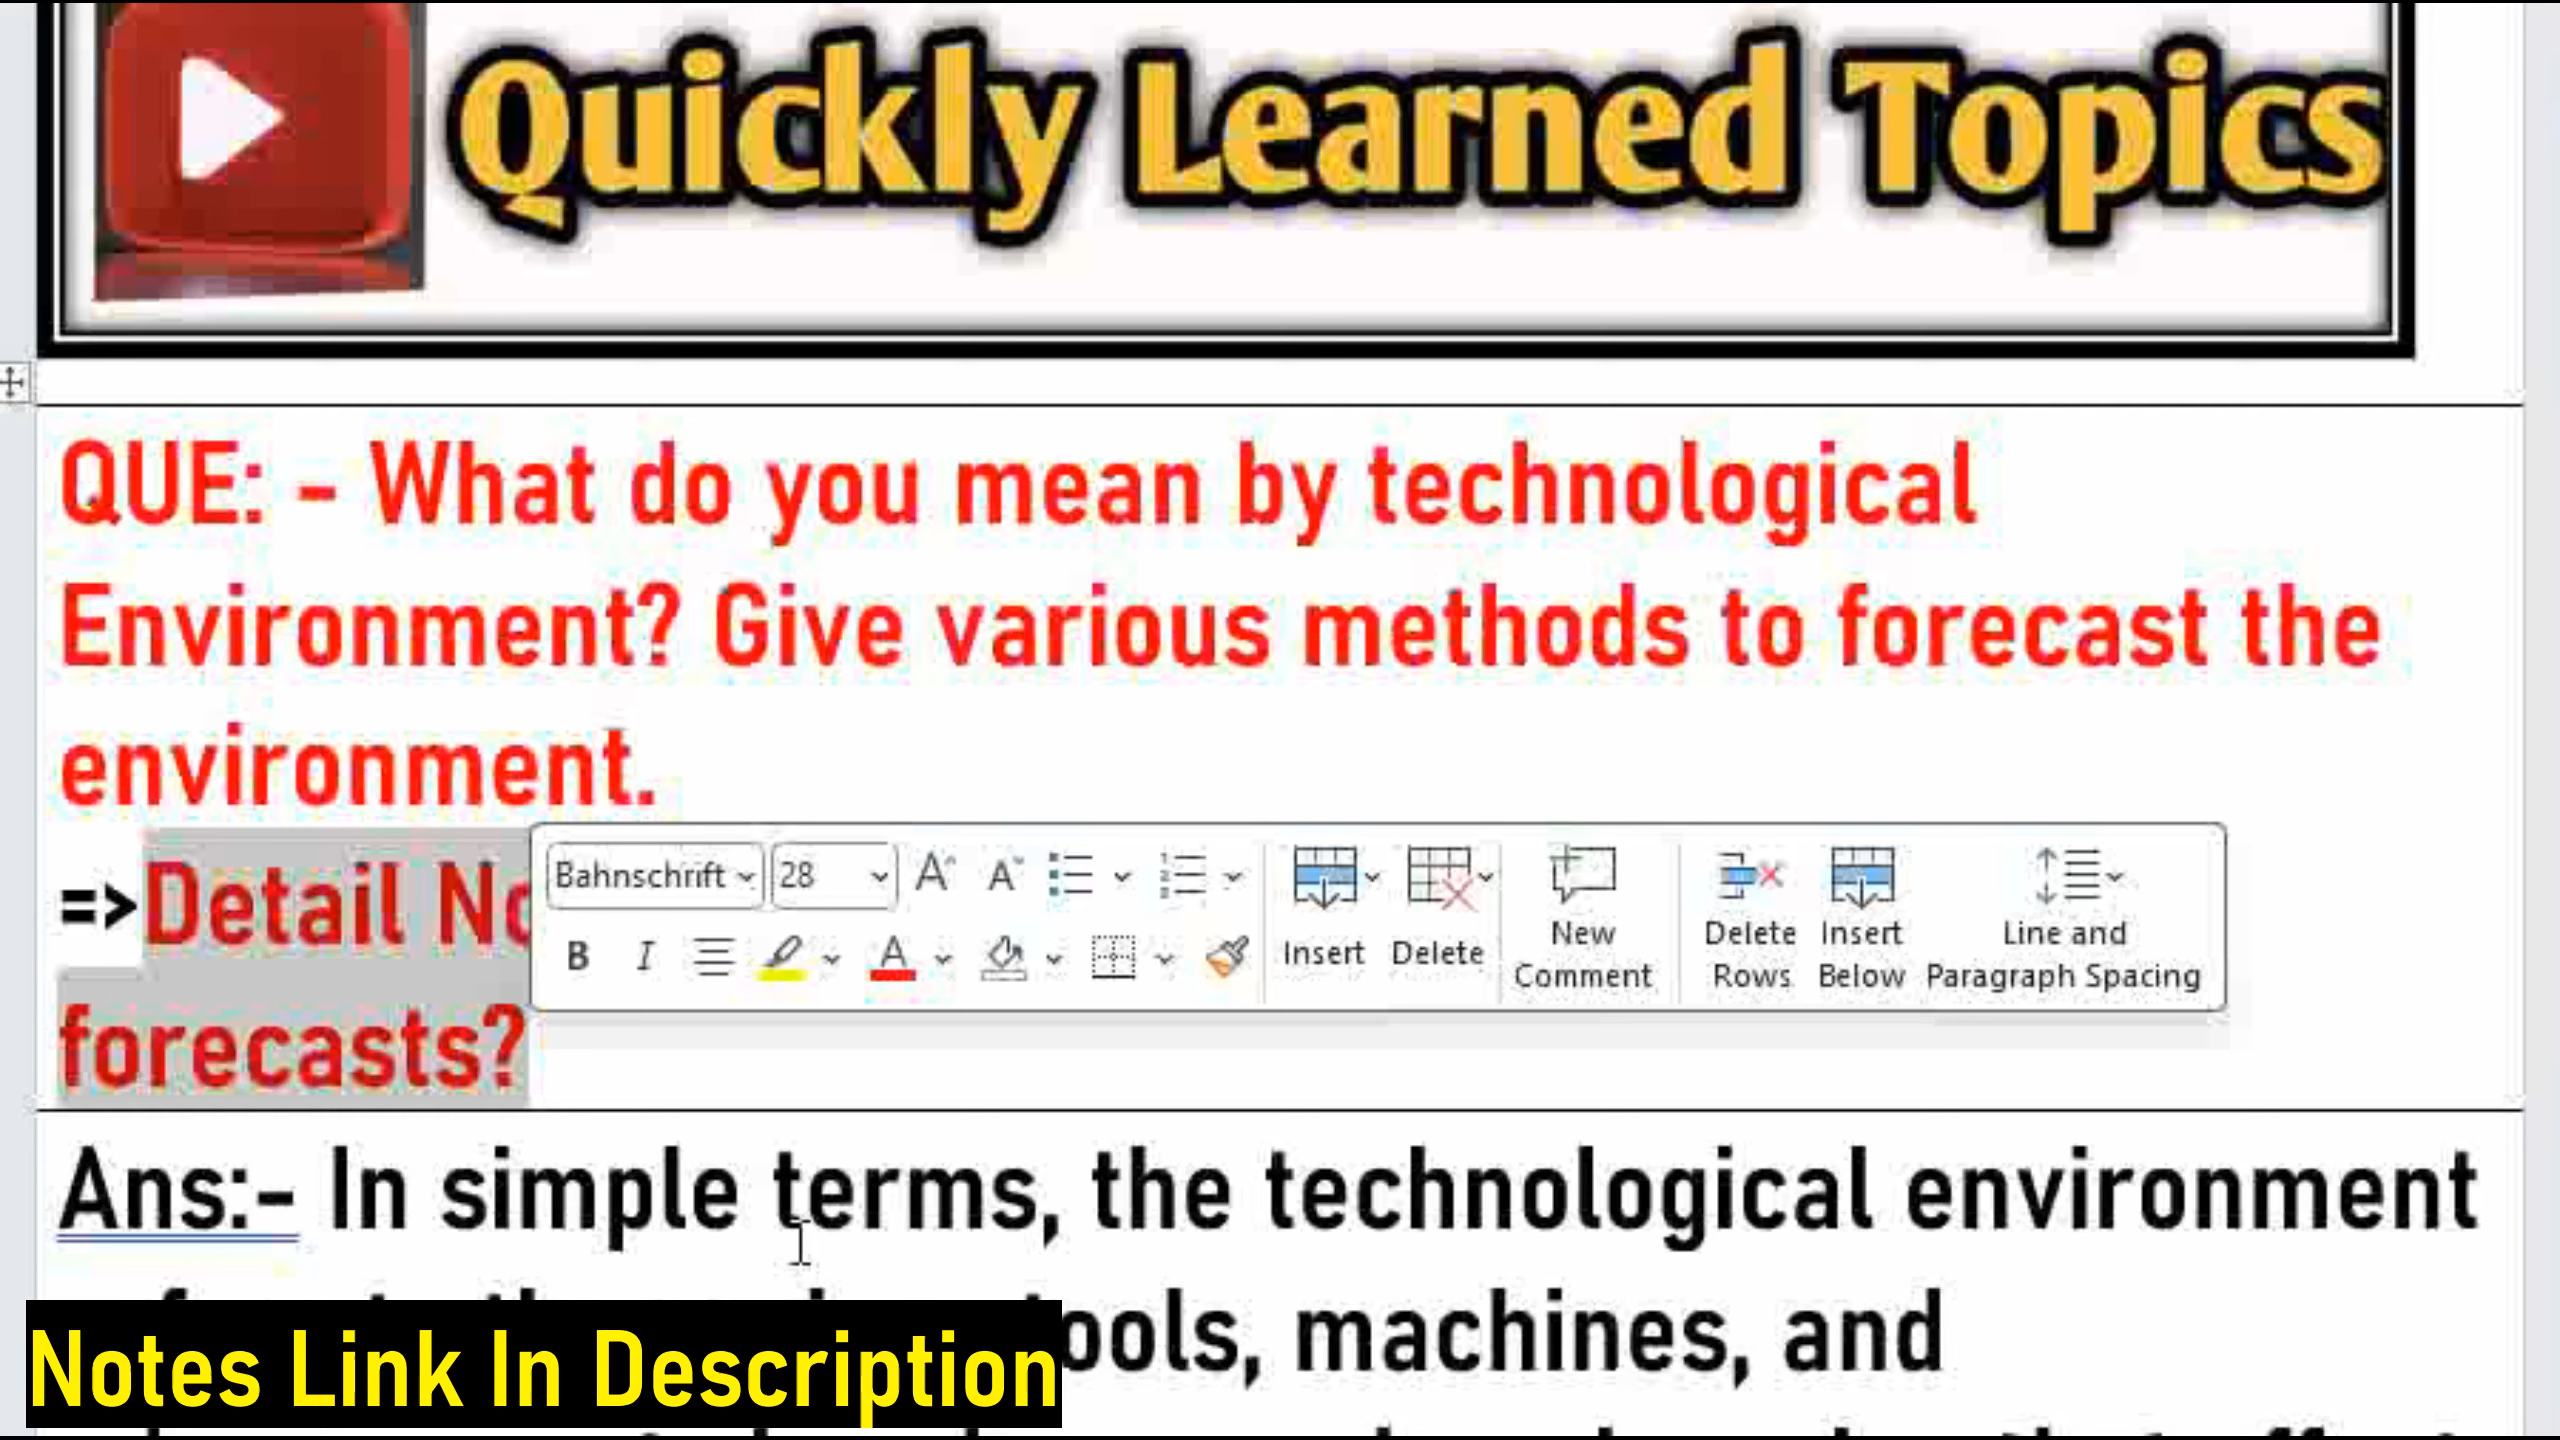 Quickly Learned Topics
QUE: - What do you mean by technological
Environment? Give various methods to forecast the
environment.
=>Detail
forecasts?
Bahnschrift 28
Insert Delete New Comment Delete Rows Insert Below Line and Paragraph Spacing
Ans:- In simple terms, the technological environment
machines, and
Notes Link In Description